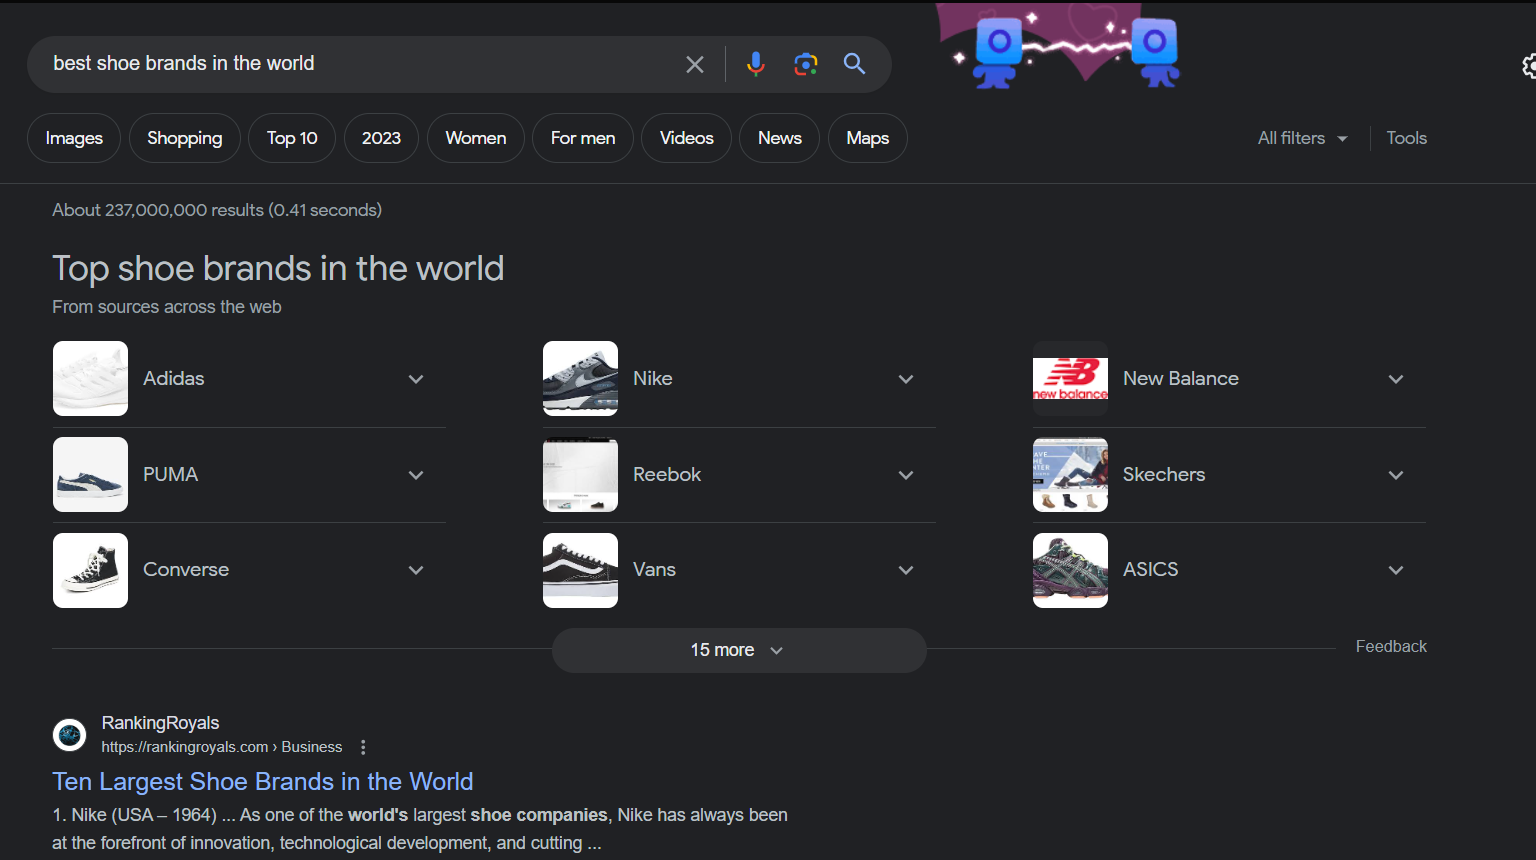 best shoe brands in the world
Images Shopping Top 10 2023 Women For men Videos News Maps All filters Tools
About 237,000,000 results (0.41 seconds)
Top shoe brands in the world
From sources across the web
Adidas Nike New Balance
NB
new balance
PUMA Reebok Skechers
Converse Vans ASICS
15 more
Feedback
RankingRoyals
https://rankingroyals.com › Business
Ten Largest Shoe Brands in the World
1. Nike (USA – 1964) ... As one of the world's largest shoe companies, Nike has always been
at the forefront of innovation, technological development, and cutting ...